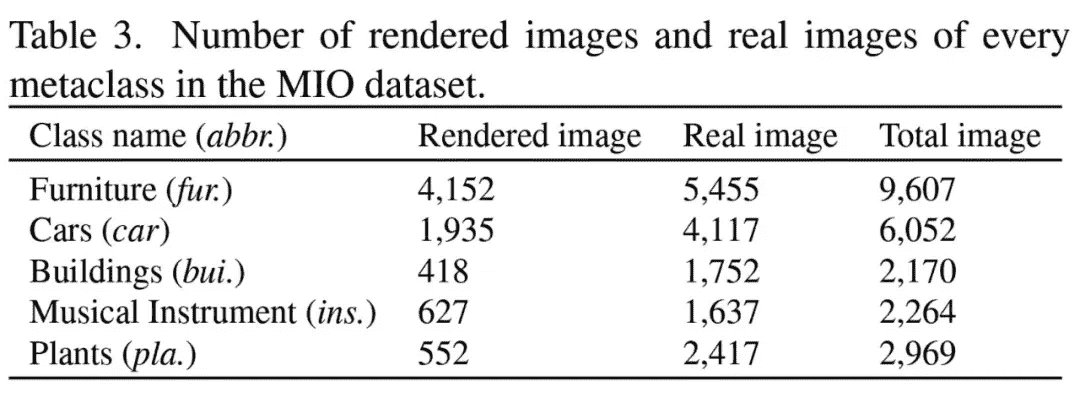 Table 3. Number of rendered images and real images of every
metaclass in the MIO dataset.
Class name (abbr.) Rendered image Real image Total image
Furniture (fur.) 4,152 5,455 9,607
Cars (car) 1,935 4,117 6,052
Buildings (bui.) 418 1,752 2,170
Musical Instrument (ins.) 627 1,637 2,264
Plants (pla.) 552 2,417 2,969